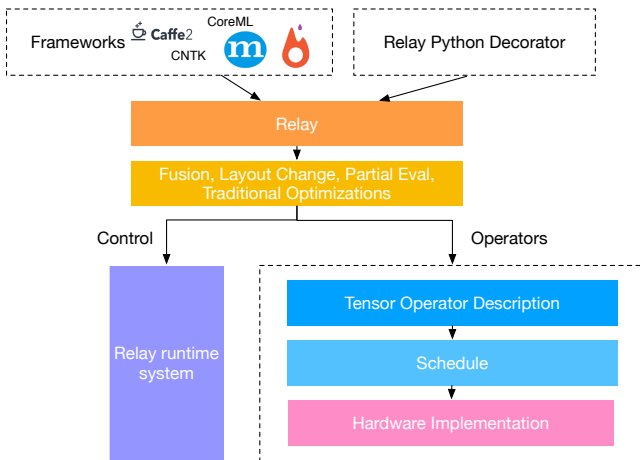 Frameworks
Caffe2
CoreML
CNTK
m
Relay Python Decorator
Relay
Fusion, Layout Change, Partial Eval,
Traditional Optimizations
Control
Operators
Relay runtime
system
Tensor Operator Description
Schedule
Hardware Implementation